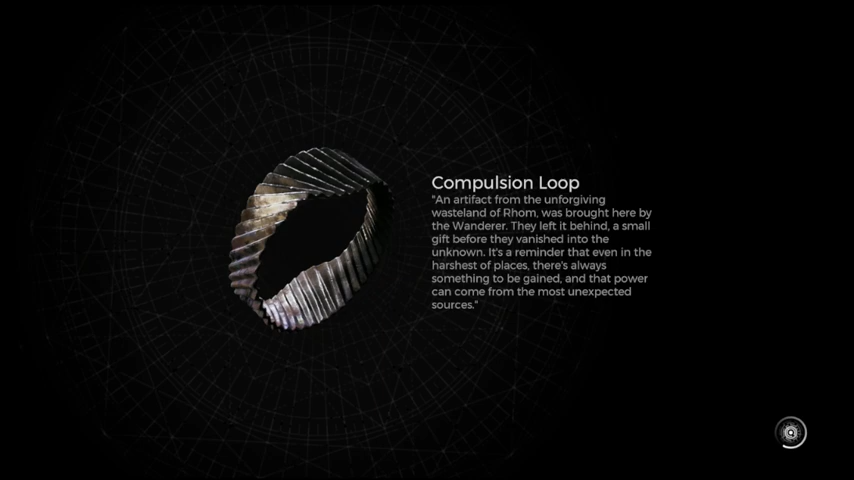 Compulsion Loop
"An artifact from the unforgiving
wasteland of Rhom, was brought here by
the Wanderer. They left it behind, a small
gift before they vanished into the
unknown. It's a reminder that even in the
harshest of places, there's always
something to be gained, and that power
can come from the most unexpected
sources."